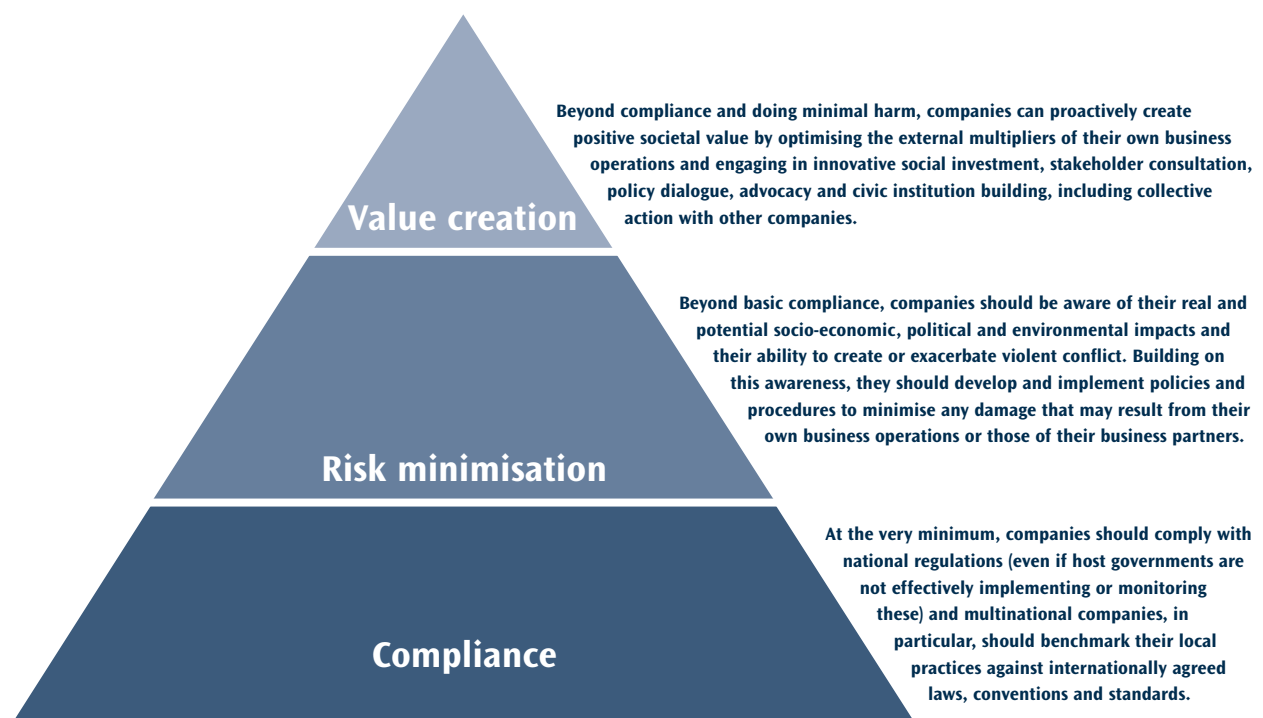 Beyond compliance and doing minimal harm, companies can proactively create
positive societal value by optimising the external multipliers of their own business
operations and engaging in innovative social investment, stakeholder consultation,
policy dialogue, advocacy and civic institution building, including collective
action with other companies.
Value creation
Beyond basic compliance, companies should be aware of their real and
potential socio-economic, political and environmental impacts and
their ability to create or exacerbate violent conflict. Building on
this awareness, they should develop and implement policies and
procedures to minimise any damage that may result from their
own business operations or those of their business partners.
Risk minimisation
At the very minimum, companies should comply with
national regulations (even if host governments are
not effectively implementing or monitoring
these) and multinational companies, in
particular, should benchmark their local
practices against internationally agreed
laws, conventions and standards.
Compliance